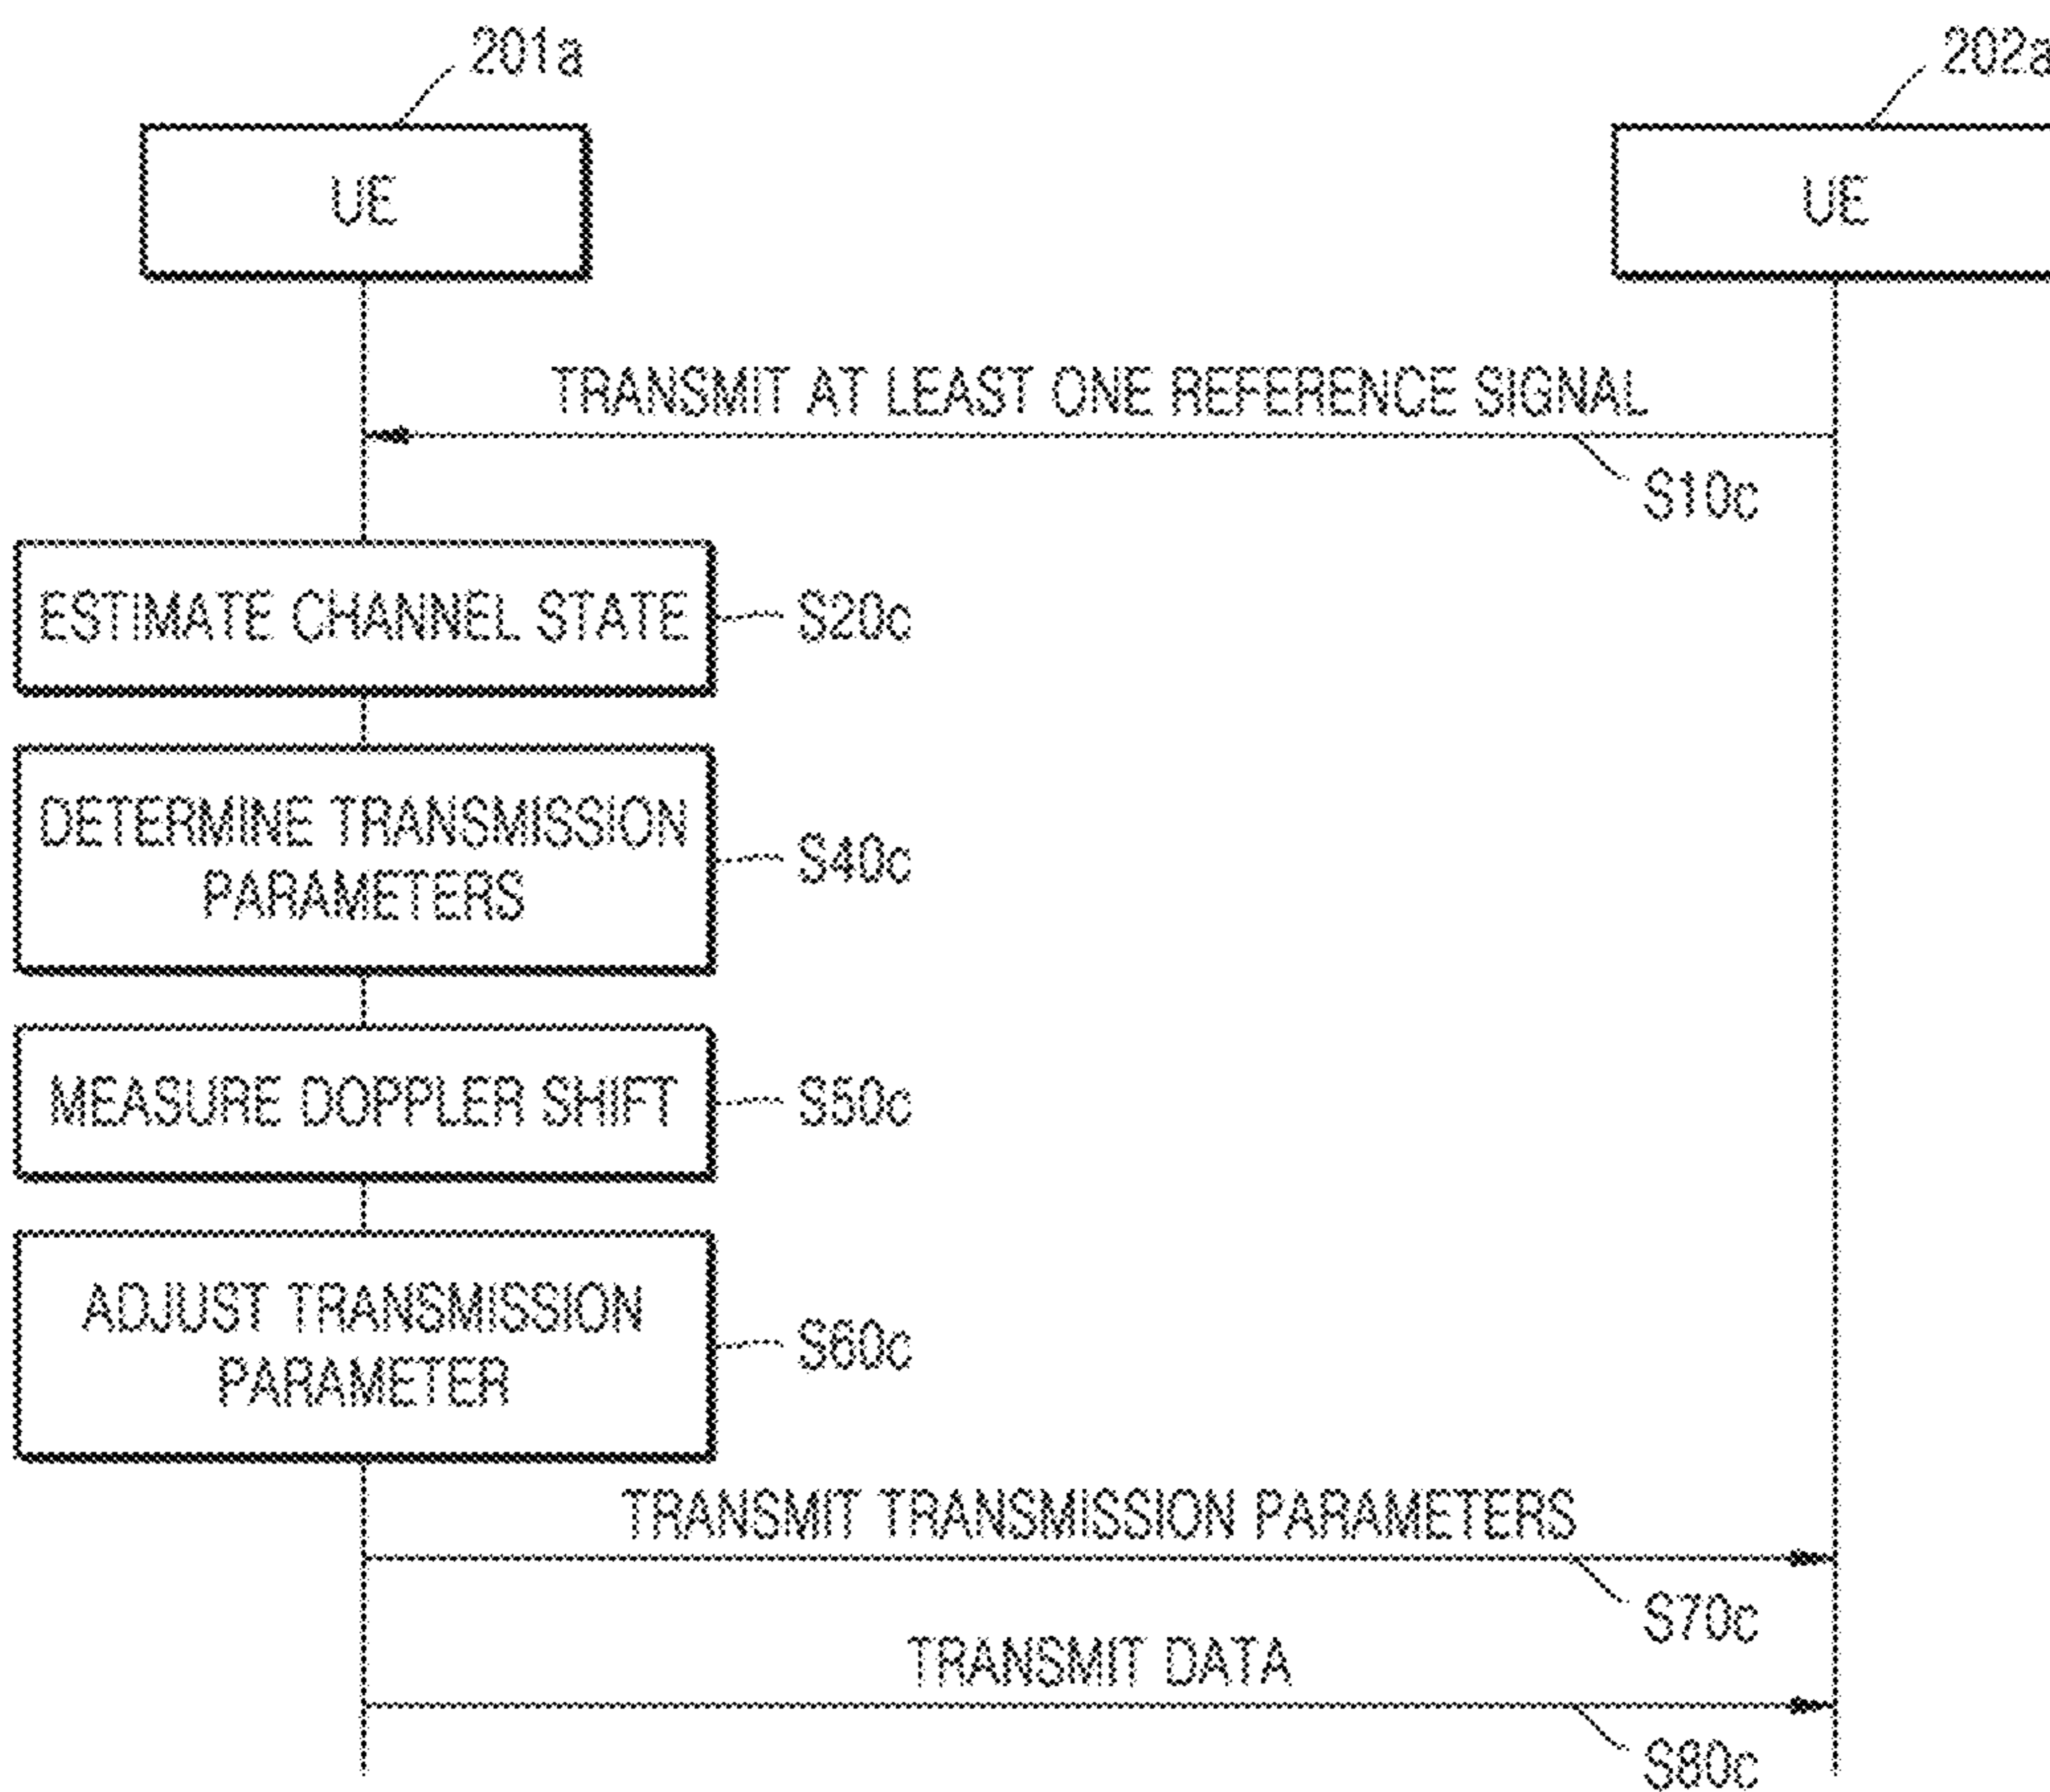 201a
202a
UE
UE
TRANSMIT AT LEAST ONE REFERENCE SIGNAL
S10c
ESTIMATE CHANNEL STATE
S20c
DETERMINE TRANSMISSION
PARAMETERS
S40c
MEASURE DOPPLER SHIFT
S50c
ADJUST TRANSMISSION
PARAMETER
S60c
TRANSMIT TRANSMISSION PARAMETERS
S70c
TRANSMIT DATA
S80c